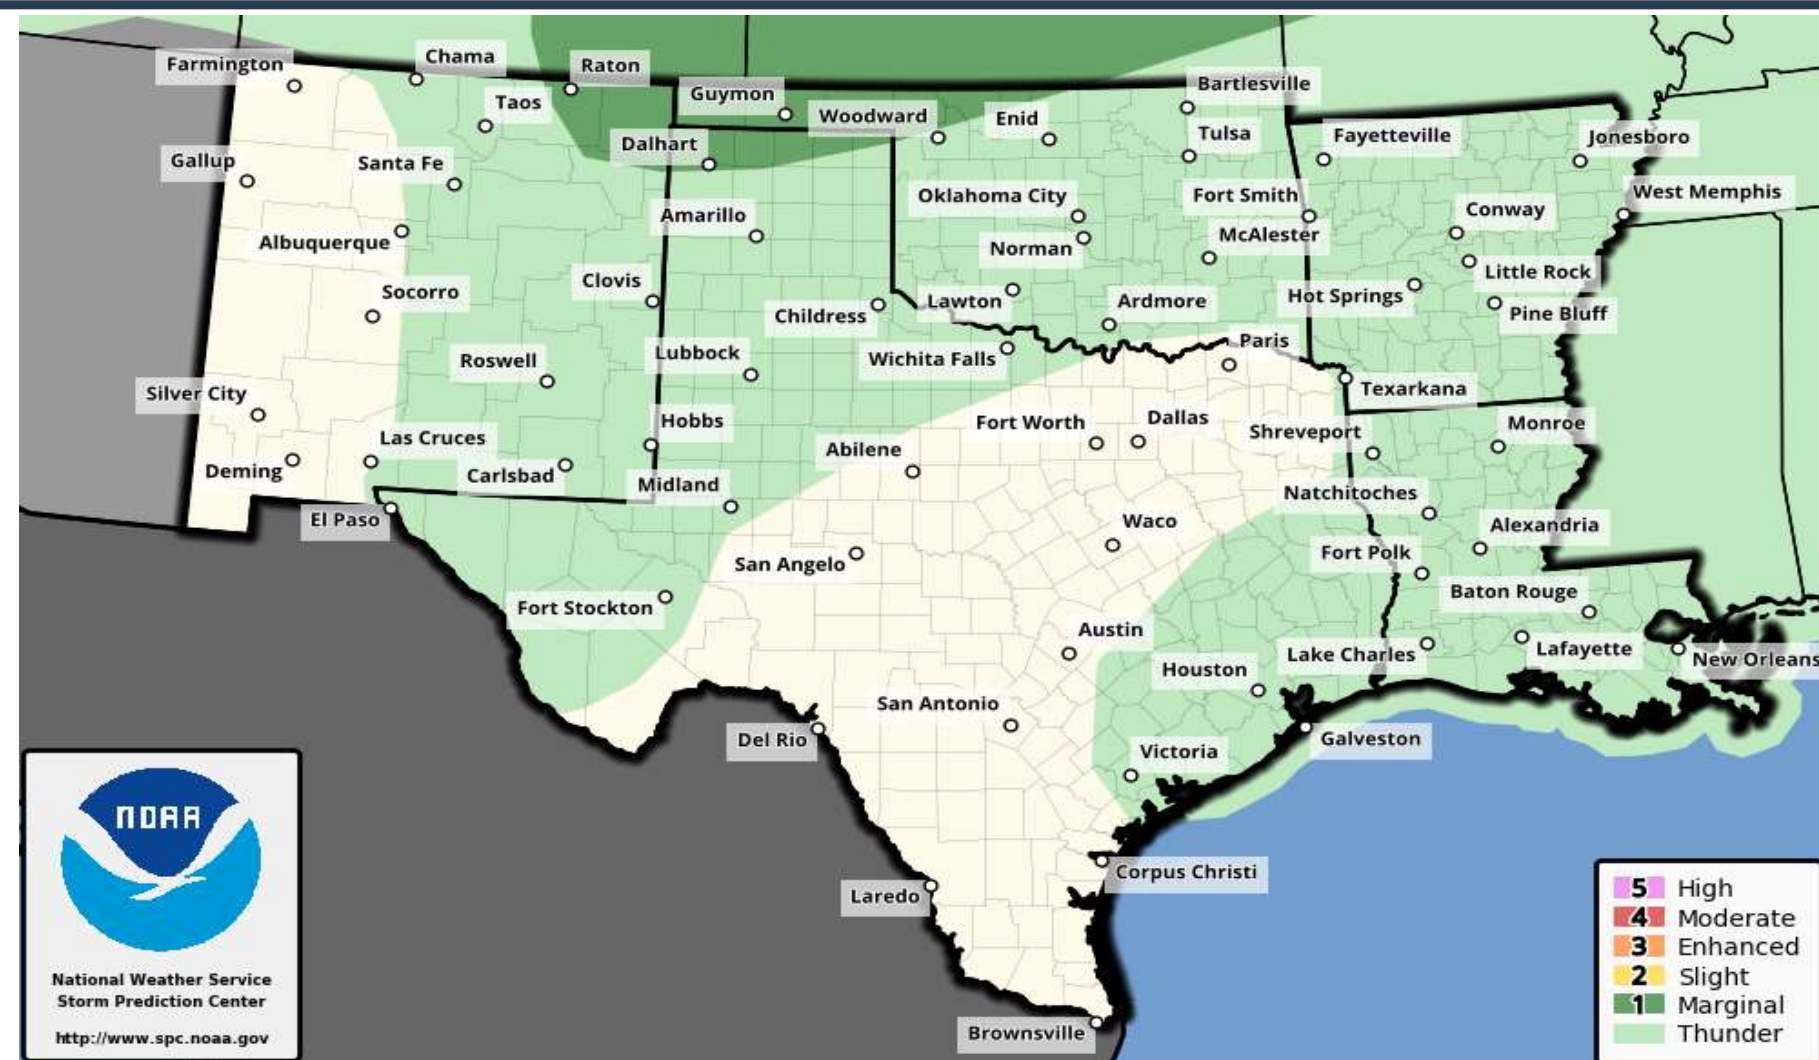 Farmington
Chama
Raton
Taos
Guymon
Woodward
Enid
Bartlesville
Tulsa
Fayetteville
Jonesboro
Dalhart
Gallup
Santa Fe
Oklahoma City
Fort Smith
Conway
West Memphis
Albuquerque
Amarillo
Norman
McAlester
Little Rock
Socorro
Clovis
Childress
Lawton
Ardmore
Hot Springs
Pine Bluff
Roswell
Lubbock
Wichita Falls
Paris
Texarkana
Silver City
Hobbs
Fort Worth
Dallas
Shreveport
Monroe
Las Cruces
Deming
Carlsbad
Midland
Abilene
Natchitoches
El Paso
San Angelo
Waco
Alexandria
Fort Polk
Baton Rouge
Fort Stockton
Austin
Houston
Lake Charles
Lafayette
New Orleans
San Antonio
Del Rio
Victoria
Galveston
Laredo
Corpus Christi
Brownsville
NOAA
National Weather Service
Storm Prediction Center
http://www.spc.noaa.gov
5 High
4 Moderate
3 Enhanced
2 Slight
1 Marginal
Thunder